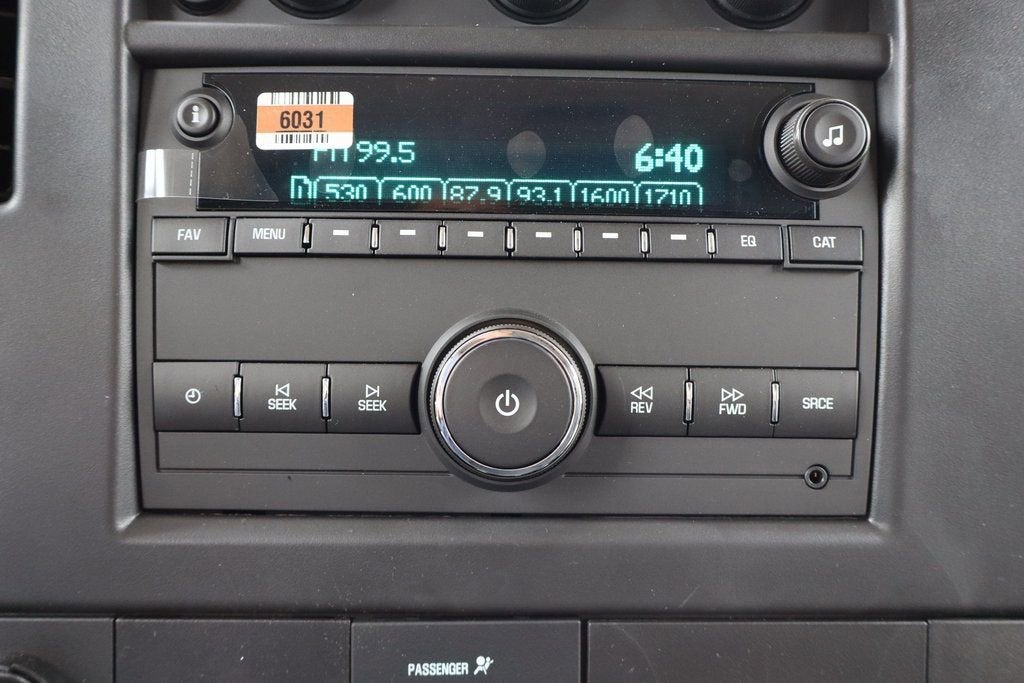 i
6031
99.5
6:40
530 600 87.9 93.1 1600 1710
FAV MENU EQ CAT
SEEK SEEK REV FWD SRCE
PASSENGER